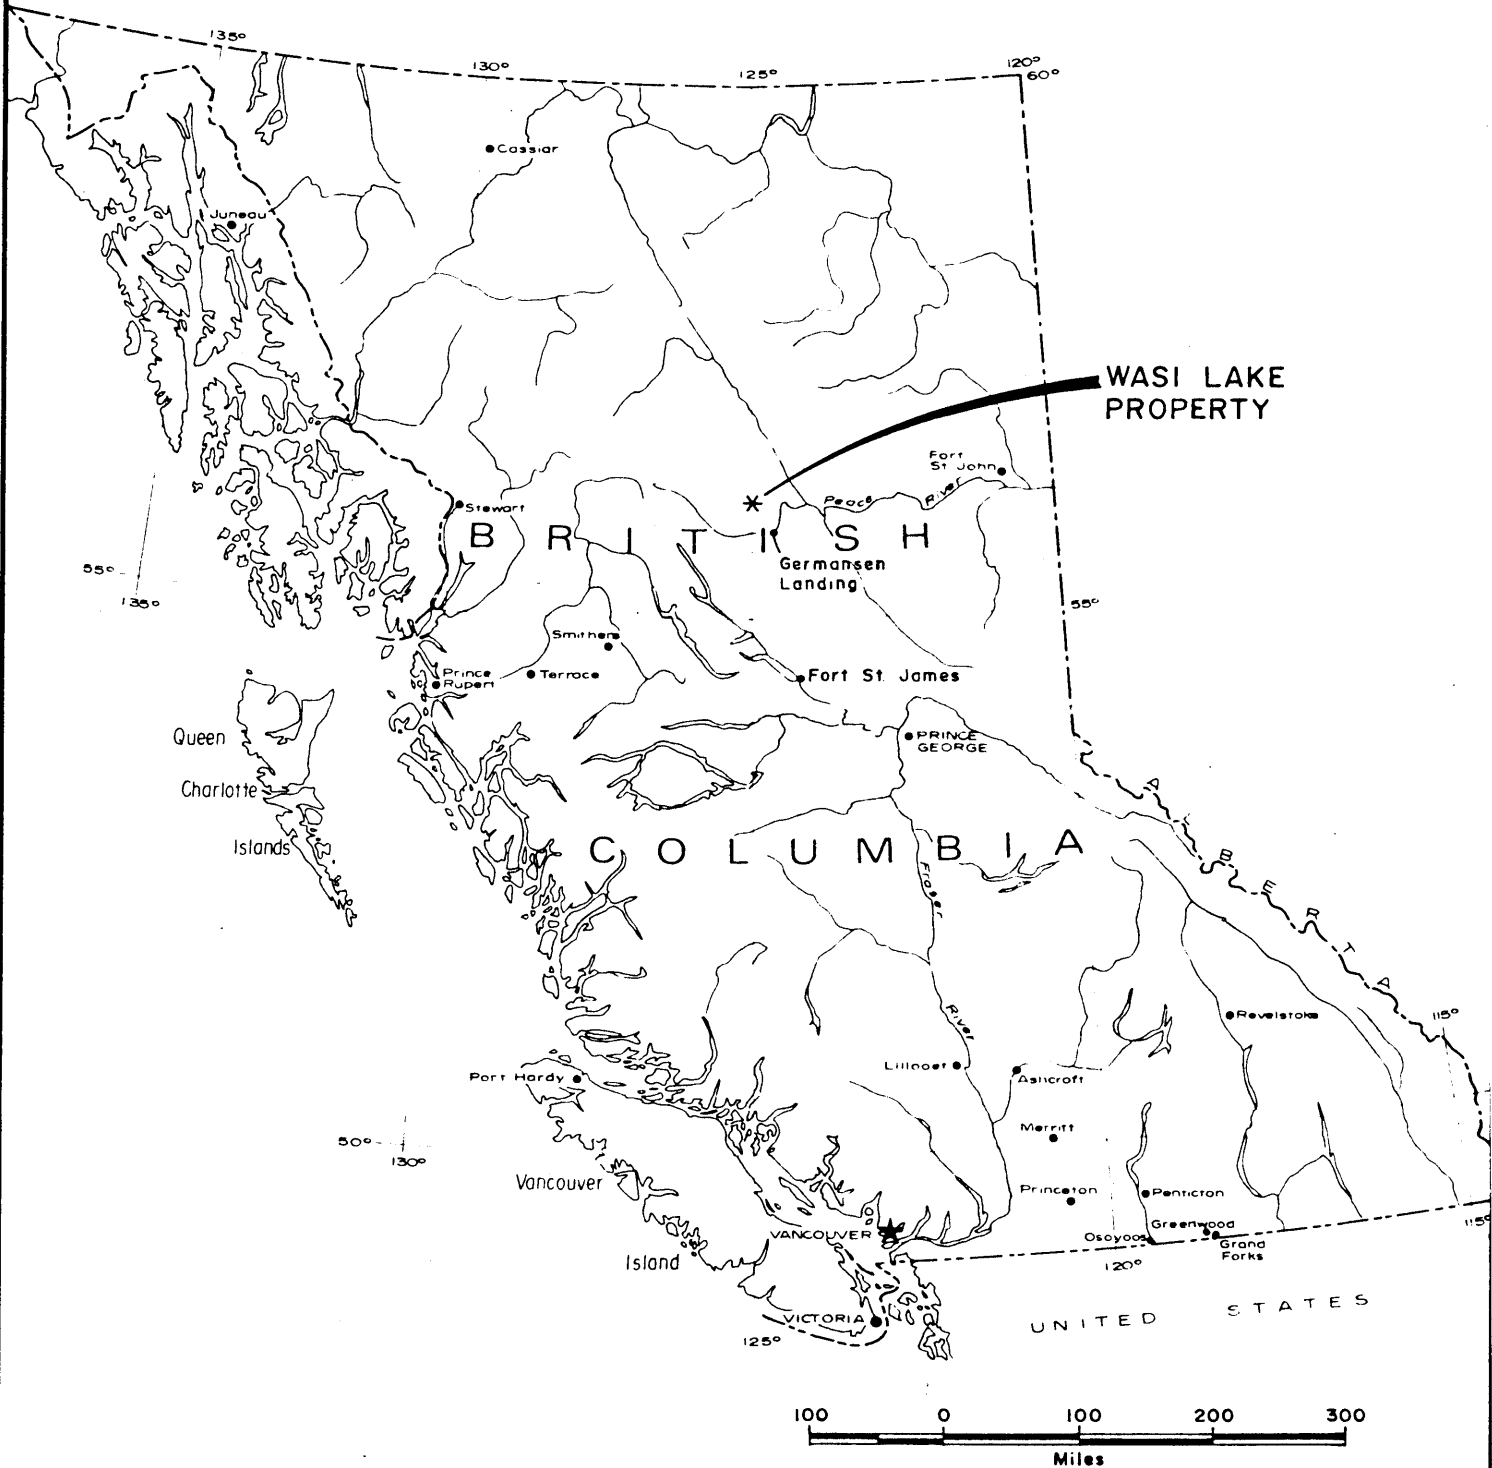 135°
130°
125°
120°
60°
Cassiar
Juneau
WASI LAKE
PROPERTY
Fort
St. John
Peace River
Stewart
BRITISH
Germansen
Landing
55°
135°
55°
Smithers
Prince
Rupert
Terrace
Fort St. James
Queen
Charlotte
Islands
PRINCE
GEORGE
ALBERTA
COLUMBIA
Fraser
River
Revelstoke
115°
Lillooet
Ashcroft
Port Hardy
Merritt
50°
130°
Vancouver
Island
Princeton
Penticton
Greenwood
Osoyoos
Grand
Forks
VANCOUVER
120°
115°
VICTORIA
125°
UNITED STATES
100 0 100 200 300
Miles